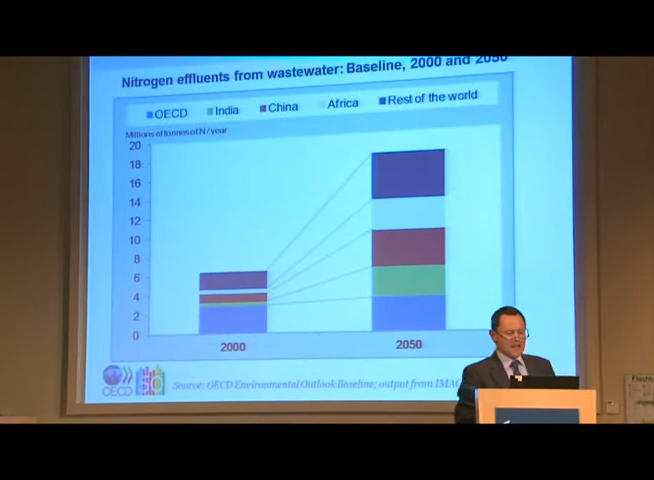 Nitrogen effluents from wastewater: Baseline, 2000 and 2050
OECD India China Africa Rest of the world
Millions of tonnes of N / year
20
18
16
14
12
10
8
6
4
2
0
2000 2050
OECD 50
Source: OECD Environmental Outlook Baseline; output from IMAG